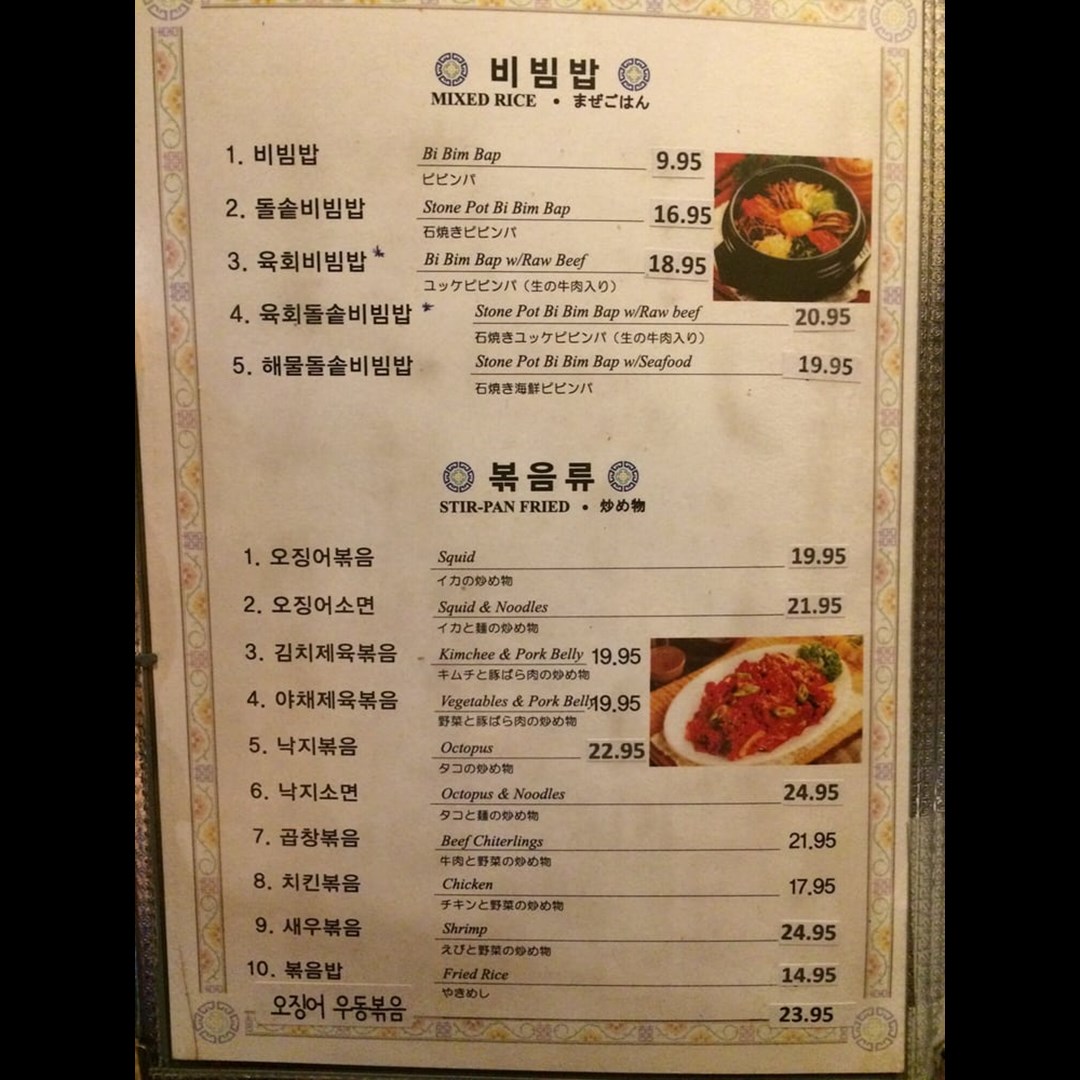 비빔밥
MIXED RICE • まぜごはん
1. 비빔밥 Bi Bim Bap 9.95
ピビンパ
2. 돌솥비빔밥 Stone Pot Bi Bim Bap 16.95
石焼きピビンパ
3. 육회비빔밥* Bi Bim Bap w/Raw Beef 18.95
ユッケピビンパ（生の牛肉入り）
4. 육회돌솥비빔밥* Stone Pot Bi Bim Bap w/Raw beef 20.95
石焼きユッケピビンパ（生の牛肉入り）
5. 해물돌솥비빔밥 Stone Pot Bi Bim Bap w/Seafood 19.95
石焼き海鮮ピビンパ
볶음류
STIR-PAN FRIED • 炒め物
1. 오징어볶음 Squid 19.95
イカの炒め物
2. 오징어소면 Squid & Noodles 21.95
イカと麺の炒め物
3. 김치제육볶음 Kimchee & Pork Belly 19.95
キムチと豚ばら肉の炒め物
4. 야채제육볶음 Vegetables & Pork Belly 19.95
野菜と豚ばら肉の炒め物
5. 낙지볶음 Octopus 22.95
タコの炒め物
6. 낙지소면 Octopus & Noodles 24.95
タコと麺の炒め物
7. 곱창볶음 Beef Chiterlings 21.95
牛肉と野菜の炒め物
8. 치킨볶음 Chicken 17.95
チキンと野菜の炒め物
9. 새우볶음 Shrimp 24.95
えびと野菜の炒め物
10. 볶음밥 Fried Rice 14.95
やきめし
오징어 우동볶음 23.95